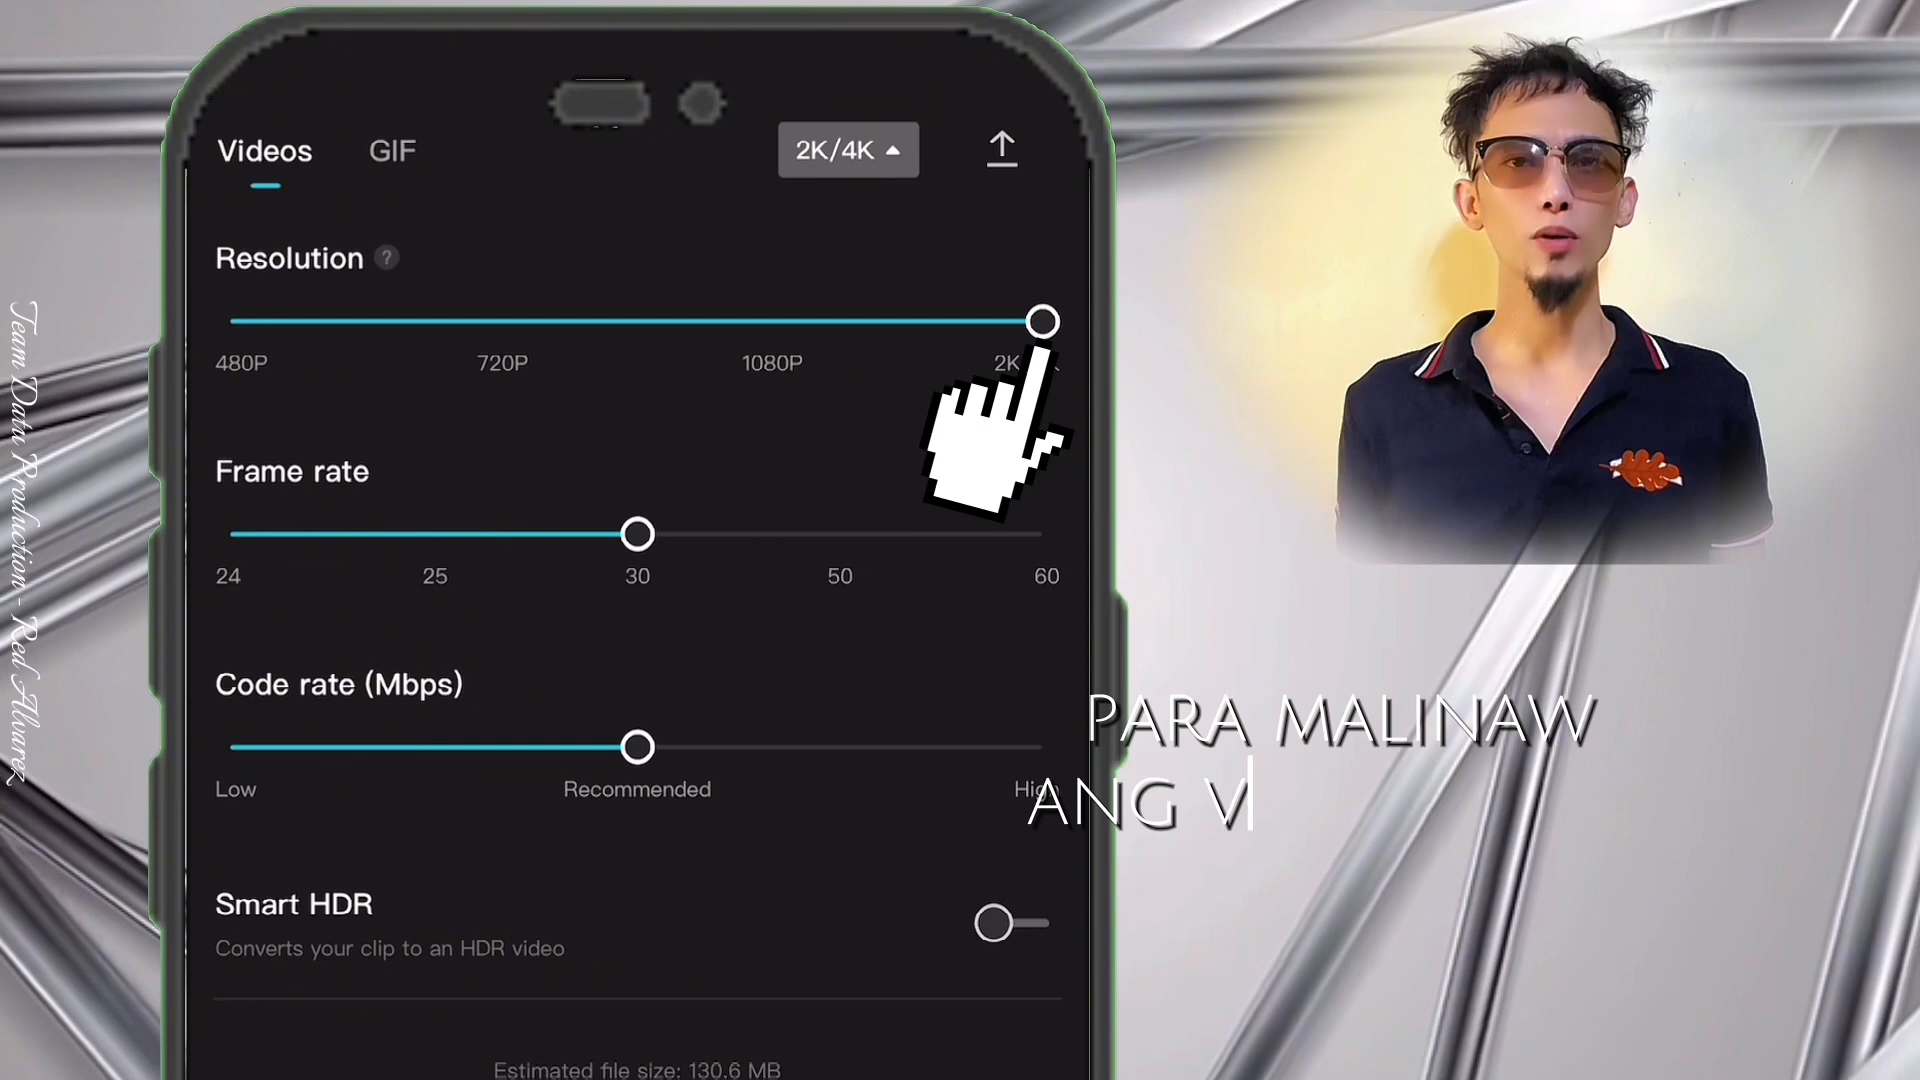 Videos GIF 2K/4K
Resolution ?
480P 720P 1080P 2K
Frame rate
24 25 30 50 60
Code rate (Mbps)
Low Recommended High
Smart HDR
Converts your clip to an HDR video
Estimated file size: 130.6 MB
PARA MALINAW
ANG V
Team Datu Production - Red Alvarez